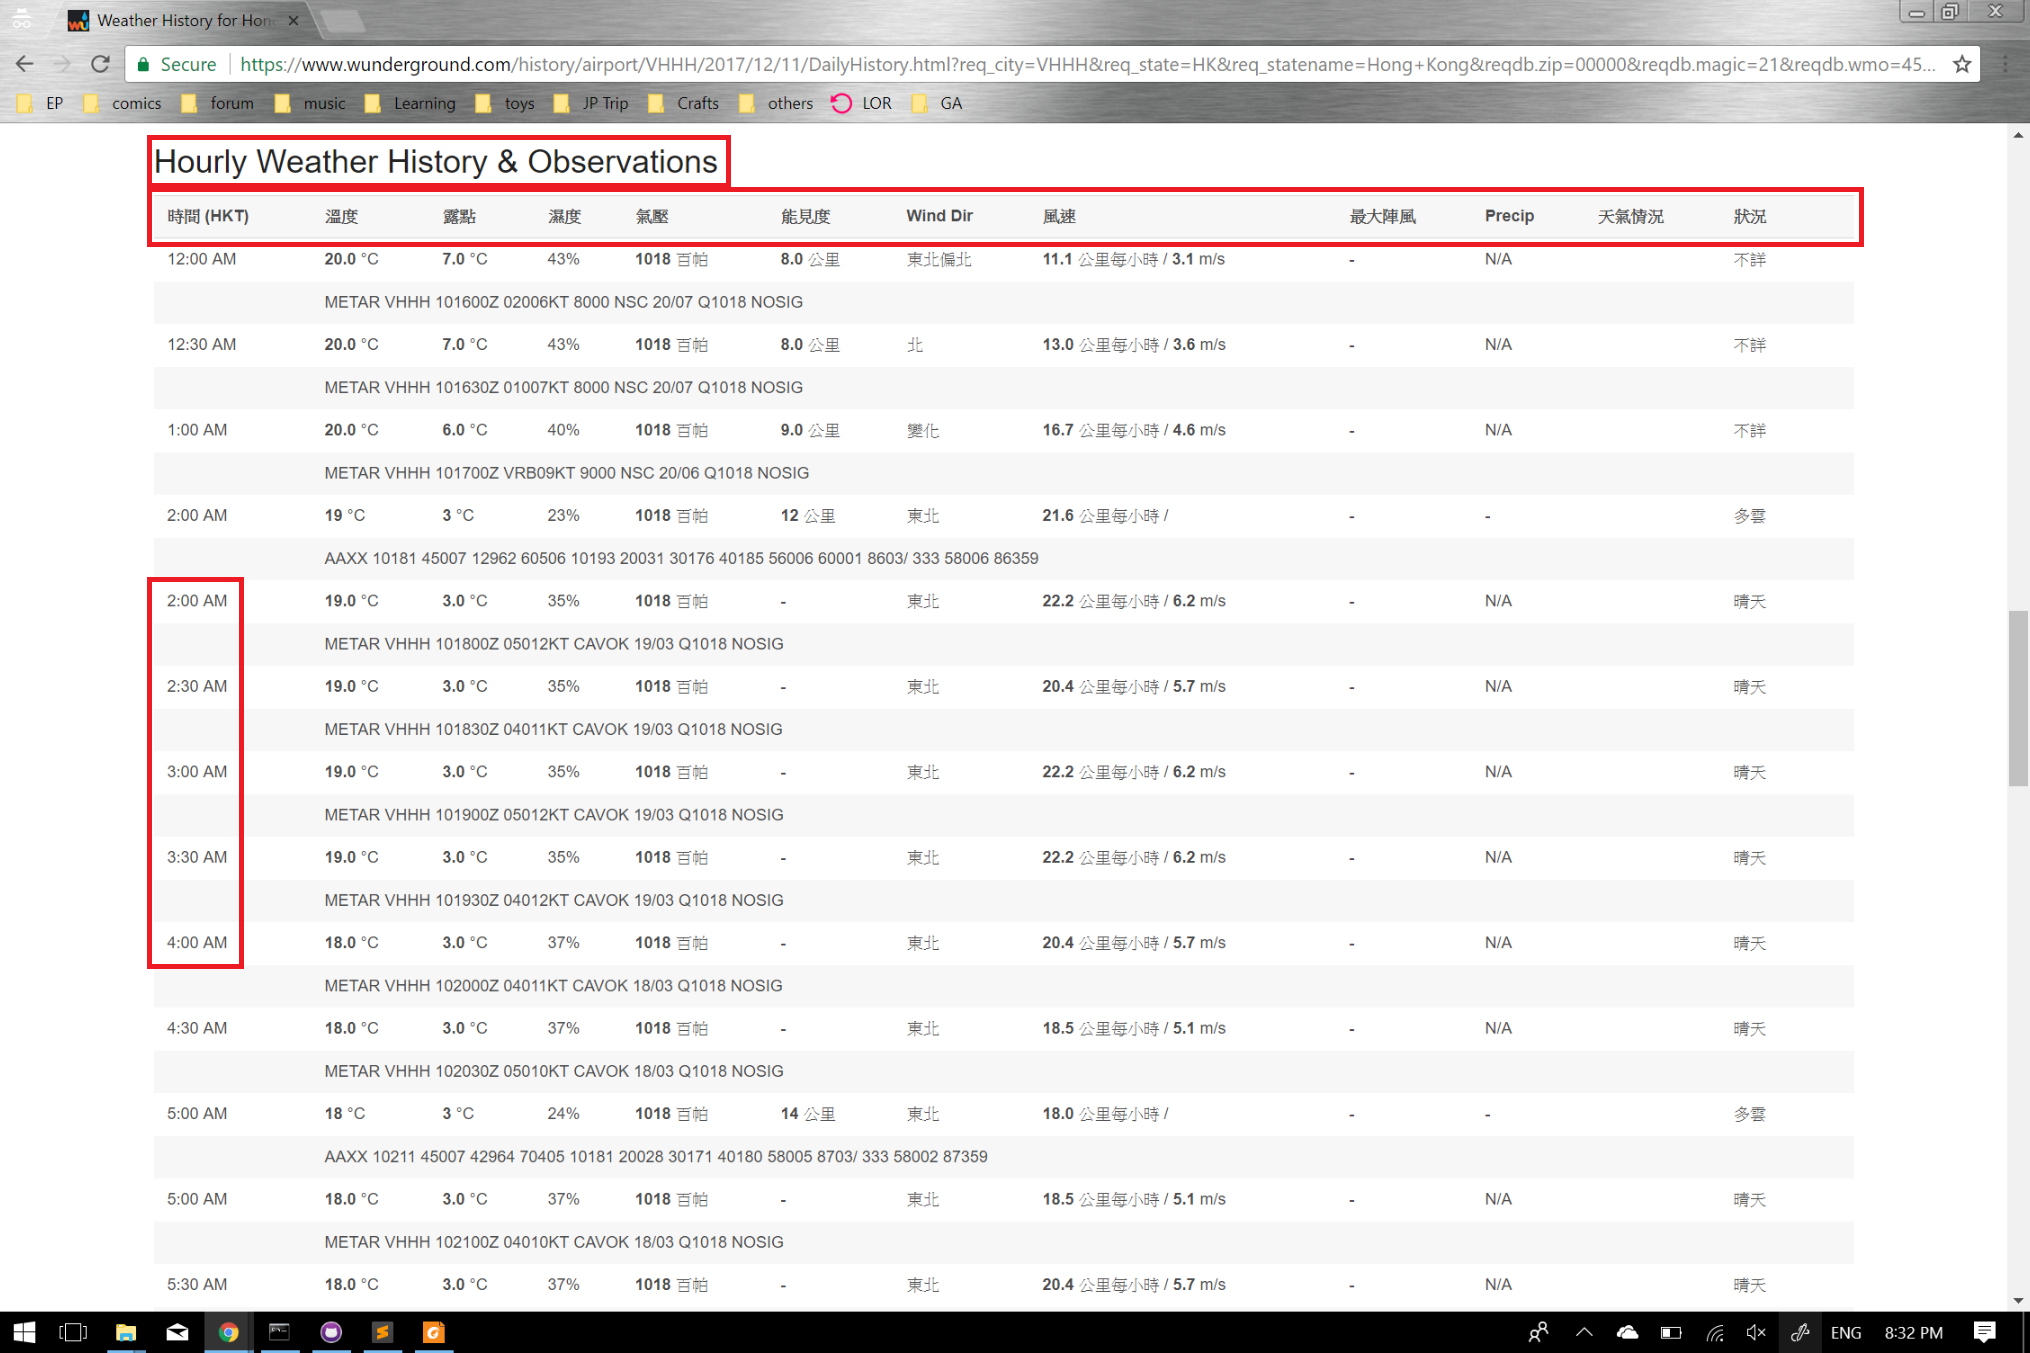 Weather History for Hon
Secure https://www.wunderground.com/history/airport/VHHH/2017/12/11/DailyHistory.html?req_city=VHHH&req_state=HK&req_statename=Hong+Kong&reqdb.zip=00000&reqdb.magic=21&reqdb.wmo=45...
EP comics forum music Learning toys JP Trip Crafts others LOR GA
Hourly Weather History & Observations
時間 (HKT) 溫度 露點 濕度 氣壓 能見度 Wind Dir 風速 最大陣風 Precip 天氣情況 狀況
12:00 AM 20.0 °C 7.0 °C 43% 1018 百帕 8.0 公里 東北偏北 11.1 公里每小時 / 3.1 m/s - N/A 不詳
METAR VHHH 101600Z 02006KT 8000 NSC 20/07 Q1018 NOSIG
12:30 AM 20.0 °C 7.0 °C 43% 1018 百帕 8.0 公里 北 13.0 公里每小時 / 3.6 m/s - N/A 不詳
METAR VHHH 101630Z 01007KT 8000 NSC 20/07 Q1018 NOSIG
1:00 AM 20.0 °C 6.0 °C 40% 1018 百帕 9.0 公里 變化 16.7 公里每小時 / 4.6 m/s - N/A 不詳
METAR VHHH 101700Z VRB09KT 9000 NSC 20/06 Q1018 NOSIG
2:00 AM 19 °C 3 °C 23% 1018 百帕 12 公里 東北 21.6 公里每小時 / - - 多雲
AAXX 10181 45007 12962 60506 10193 20031 30176 40185 56006 60001 8603/ 333 58006 86359
2:00 AM 19.0 °C 3.0 °C 35% 1018 百帕 - 東北 22.2 公里每小時 / 6.2 m/s - N/A 晴天
METAR VHHH 101800Z 05012KT CAVOK 19/03 Q1018 NOSIG
2:30 AM 19.0 °C 3.0 °C 35% 1018 百帕 - 東北 20.4 公里每小時 / 5.7 m/s - N/A 晴天
METAR VHHH 101830Z 04011KT CAVOK 19/03 Q1018 NOSIG
3:00 AM 19.0 °C 3.0 °C 35% 1018 百帕 - 東北 22.2 公里每小時 / 6.2 m/s - N/A 晴天
METAR VHHH 101900Z 05012KT CAVOK 19/03 Q1018 NOSIG
3:30 AM 19.0 °C 3.0 °C 35% 1018 百帕 - 東北 22.2 公里每小時 / 6.2 m/s - N/A 晴天
METAR VHHH 101930Z 04012KT CAVOK 19/03 Q1018 NOSIG
4:00 AM 18.0 °C 3.0 °C 37% 1018 百帕 - 東北 20.4 公里每小時 / 5.7 m/s - N/A 晴天
METAR VHHH 102000Z 04011KT CAVOK 18/03 Q1018 NOSIG
4:30 AM 18.0 °C 3.0 °C 37% 1018 百帕 - 東北 18.5 公里每小時 / 5.1 m/s - N/A 晴天
METAR VHHH 102030Z 05010KT CAVOK 18/03 Q1018 NOSIG
5:00 AM 18 °C 3 °C 24% 1018 百帕 14 公里 東北 18.0 公里每小時 / - - 多雲
AAXX 10211 45007 42964 70405 10181 20028 30171 40180 58005 8703/ 333 58002 87359
5:00 AM 18.0 °C 3.0 °C 37% 1018 百帕 - 東北 18.5 公里每小時 / 5.1 m/s - N/A 晴天
METAR VHHH 102100Z 04010KT CAVOK 18/03 Q1018 NOSIG
5:30 AM 18.0 °C 3.0 °C 37% 1018 百帕 - 東北 20.4 公里每小時 / 5.7 m/s - N/A 晴天
ENG 8:32 PM